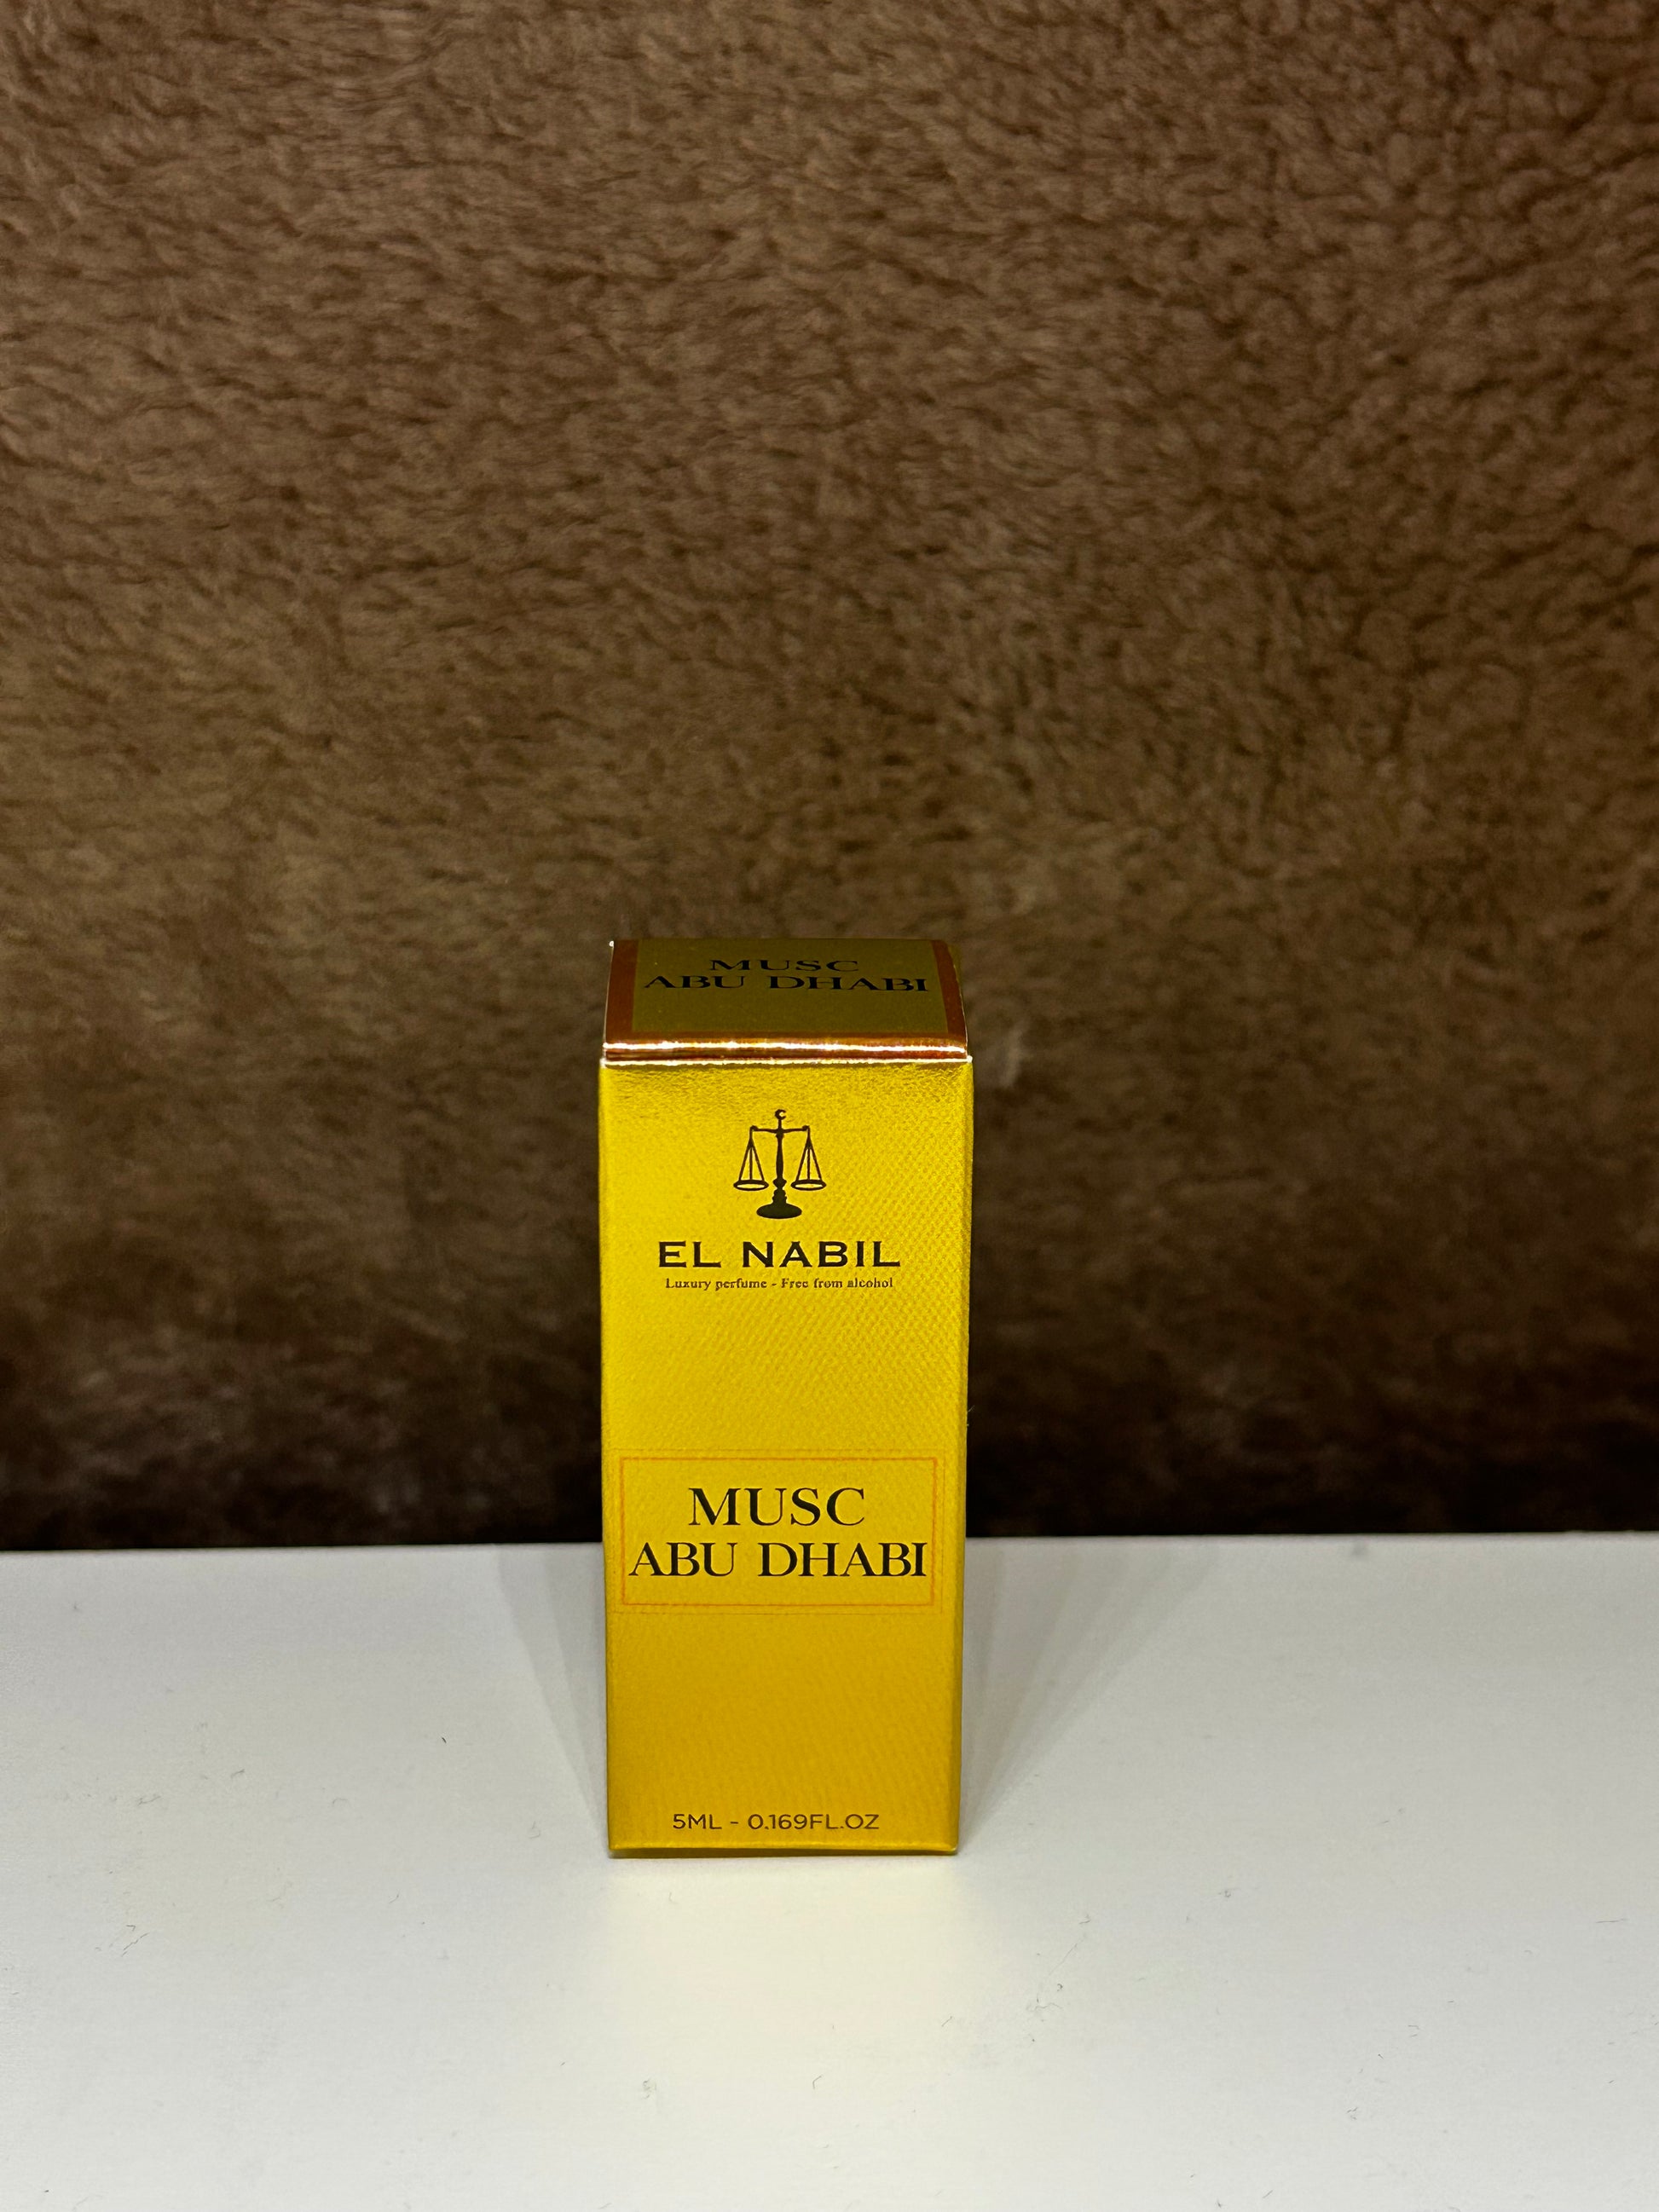 MUSC
ABU DHABI
EL NABIL
Luxury perfume - Free from alcohol
MUSC
ABU DHABI
5ML - 0.169FL.OZ